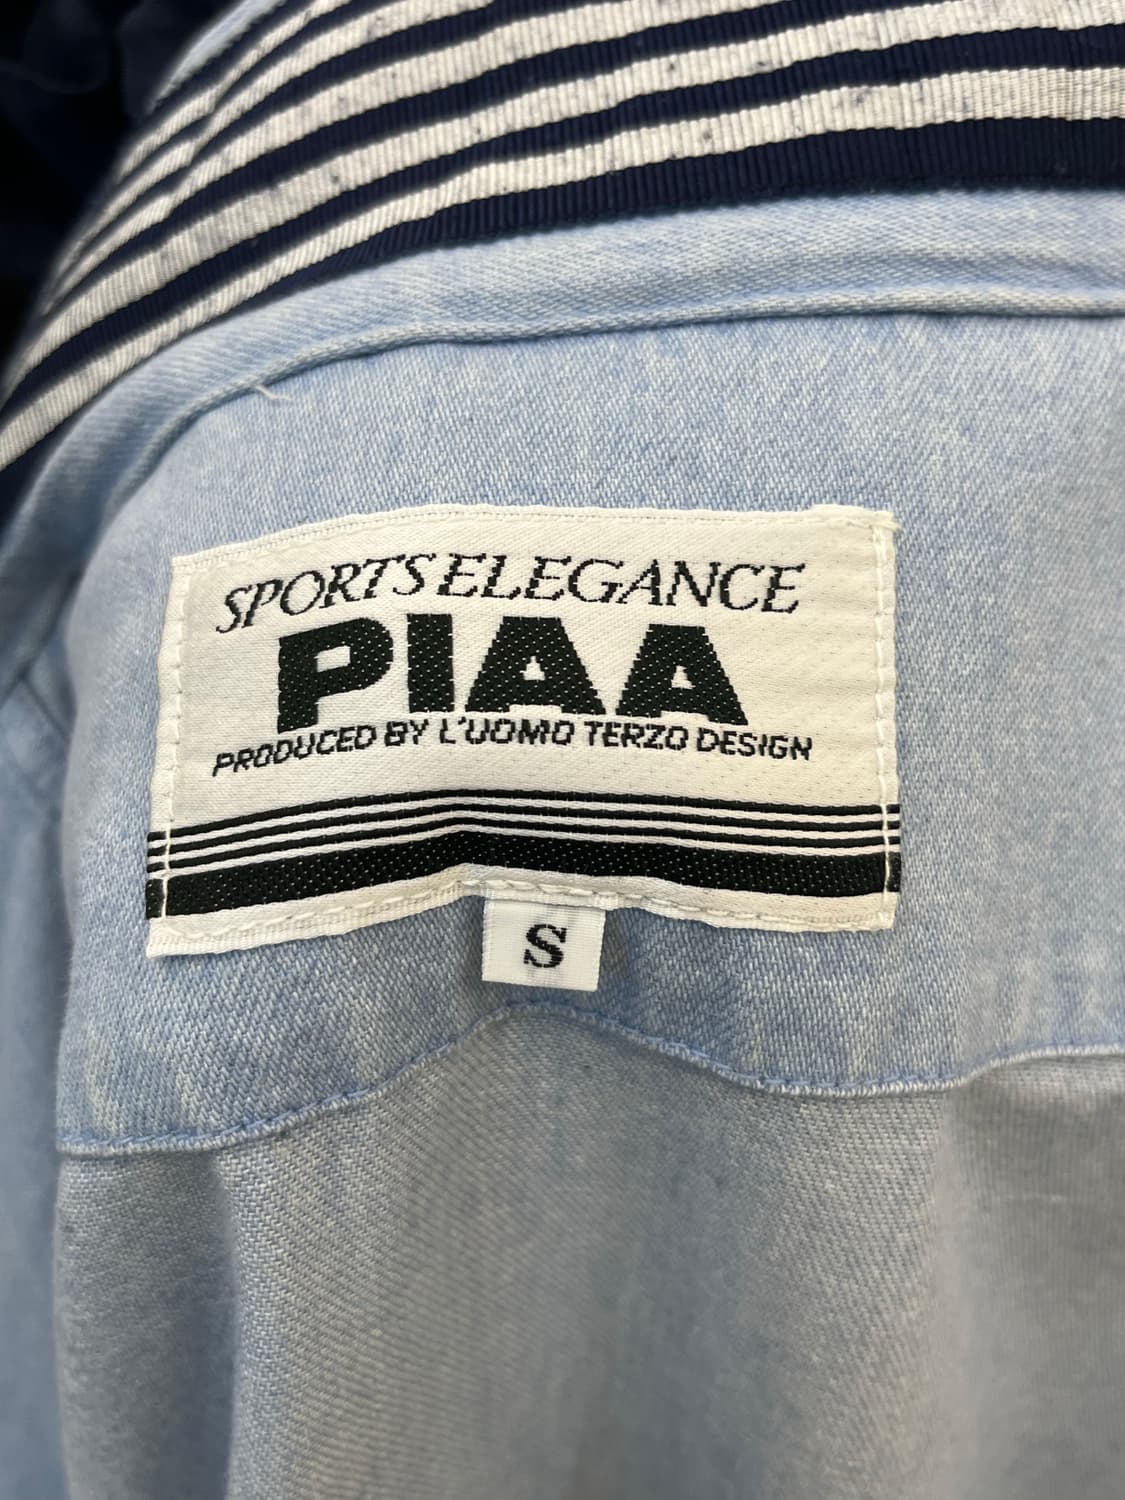 SPORTS ELEGANCE
PIAA
PRODUCED BY L'UOMO TERZO DESIGN
S